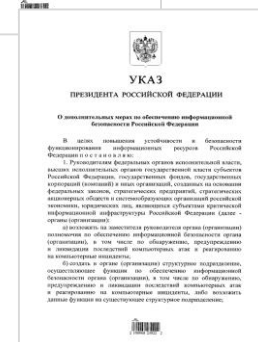 УКАЗ
ПРЕЗИДЕНТА РОССИЙСКОЙ ФЕДЕРАЦИИ
О дополнительных мерах по обеспечению информационной
безопасности Российской Федерации
В целях повышения устойчивости и безопасности
функционирования информационных ресурсов Российской
Федерации постановляю:
1. Руководителям федеральных органов исполнительной власти,
высших исполнительных органов государственной власти субъектов
Российской Федерации, государственных фондов, государственных
корпораций (компаний) и иных организаций, созданных на основании
федеральных законов, стратегических предприятий, стратегических
акционерных обществ и системообразующих организаций российской
экономики, юридических лиц, являющихся субъектами критической
информационной инфраструктуры Российской Федерации (далее -
органы (организации):
а) возложить на заместителя руководителя органа (организации)
полномочия по обеспечению информационной безопасности органа
(организации), в том числе по обнаружению, предупреждению
и ликвидации последствий компьютерных атак и реагированию
на компьютерные инциденты;
б) создать в органе (организации) структурное подразделение,
осуществляющее функции по обеспечению информационной
безопасности органа (организации), в том числе по обнаружению,
предупреждению и ликвидации последствий компьютерных атак
и реагированию на компьютерные инциденты, либо возложить
данные функции на существующее структурное подразделение;